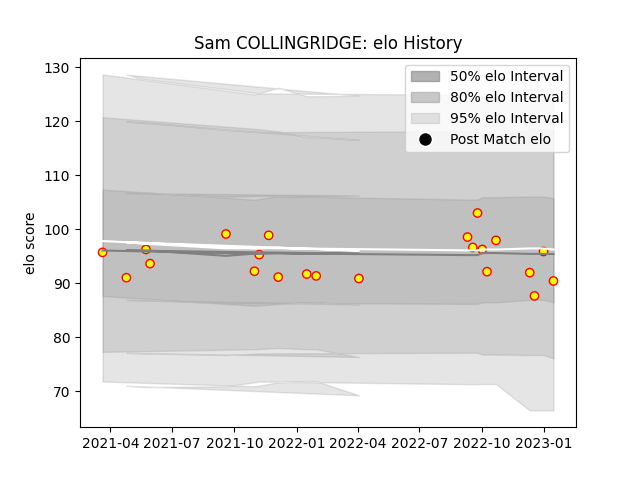 Sam COLLINGRIDGE: elo History
50% elo Interval
80% elo Interval
95% elo Interval
Post Match elo
elo score
130
120
110
100
90
80
70
2021-04 2021-07 2021-10 2022-01 2022-04 2022-07 2022-10 2023-01